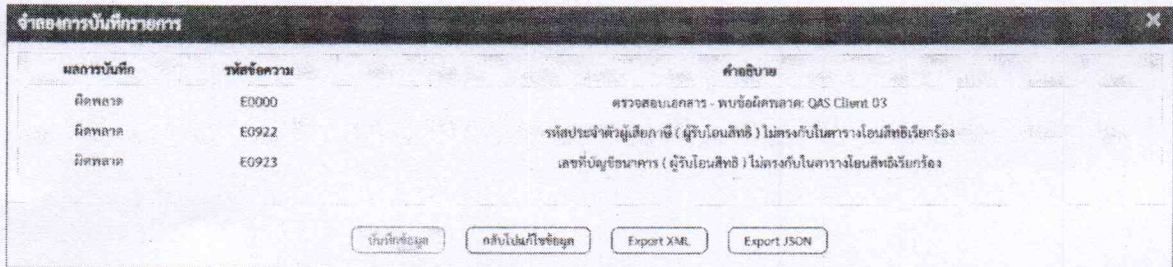 จำลองการบันทึกรายการ
ผลการบันทึก รหัสข้อความ คำอธิบาย
ผิดพลาด E0000 ตรวจสอบเอกสาร - พบข้อผิดพลาด: QAS Client 03
ผิดพลาด E0922 รหัสประจำตัวผู้เสียภาษี ( ผู้รับโอนสิทธิ ) ไม่ตรงกับในตารางโอนสิทธิเรียกร้อง
ผิดพลาด E0923 เลขที่บัญชีธนาคาร ( ผู้รับโอนสิทธิ ) ไม่ตรงกับในตารางโอนสิทธิเรียกร้อง
บันทึกข้อมูล กลับไปแก้ไขข้อมูล Export XML Export JSON